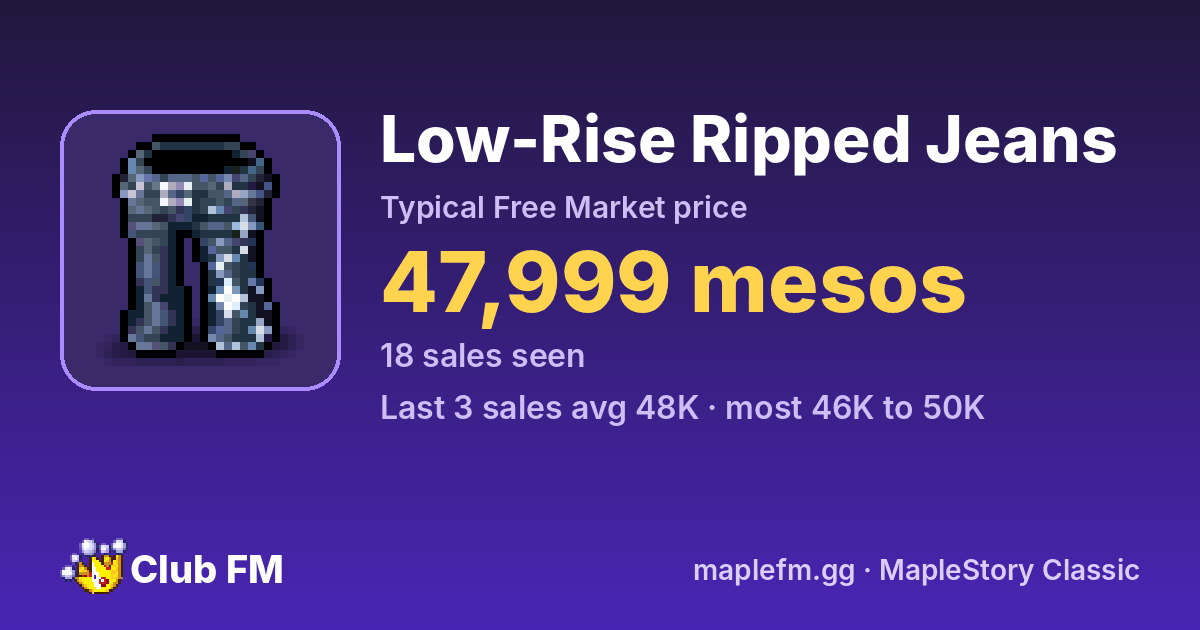 Low-Rise Ripped Jeans
Typical Free Market price
47,999 mesos
18 sales seen
Last 3 sales avg 48K · most 46K to 50K
Club FM
maplefm.gg · MapleStory Classic